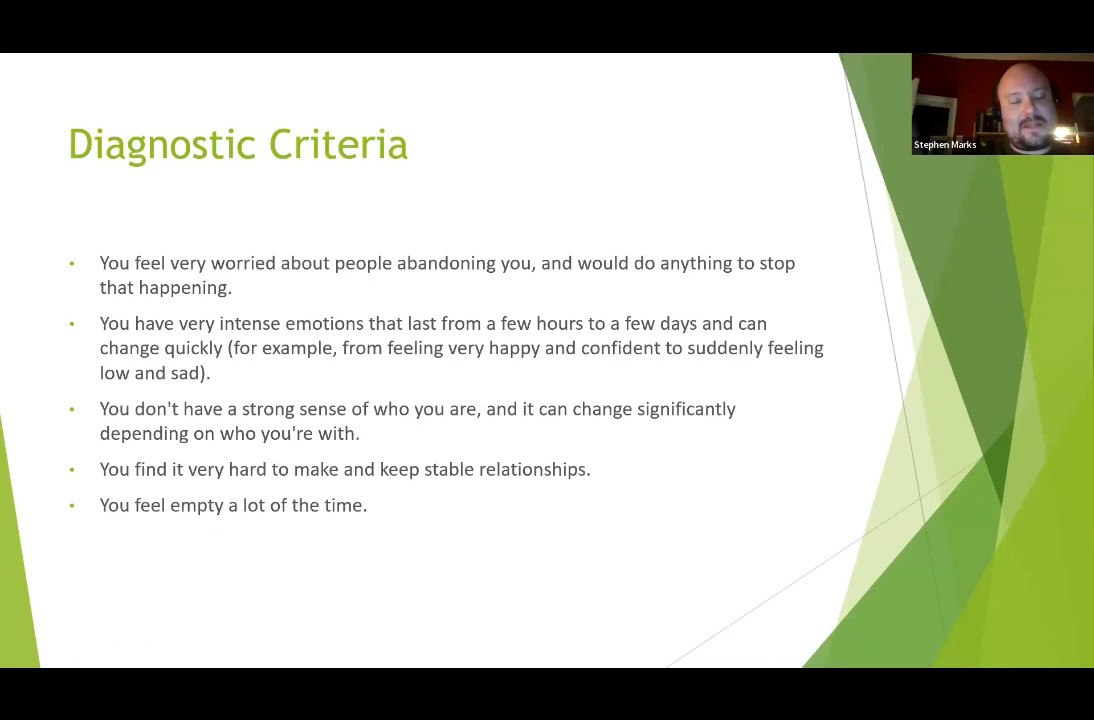 Diagnostic Criteria
Stephen Marks
• You feel very worried about people abandoning you, and would do anything to stop
that happening.
• You have very intense emotions that last from a few hours to a few days and can
change quickly (for example, from feeling very happy and confident to suddenly feeling
low and sad).
• You don't have a strong sense of who you are, and it can change significantly
depending on who you're with.
• You find it very hard to make and keep stable relationships.
• You feel empty a lot of the time.